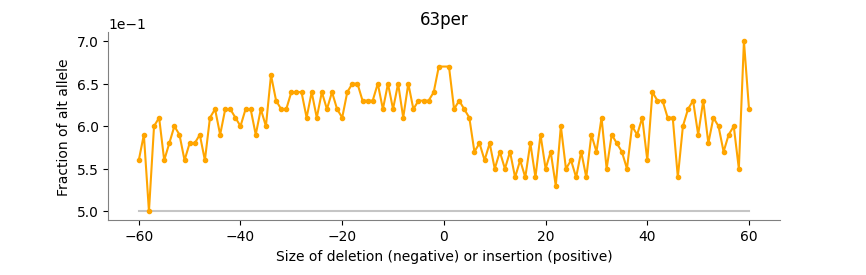 63per
1e−1
7.0
6.5
6.0
5.5
5.0
Fraction of alt allele
−60 −40 −20 0 20 40 60
Size of deletion (negative) or insertion (positive)